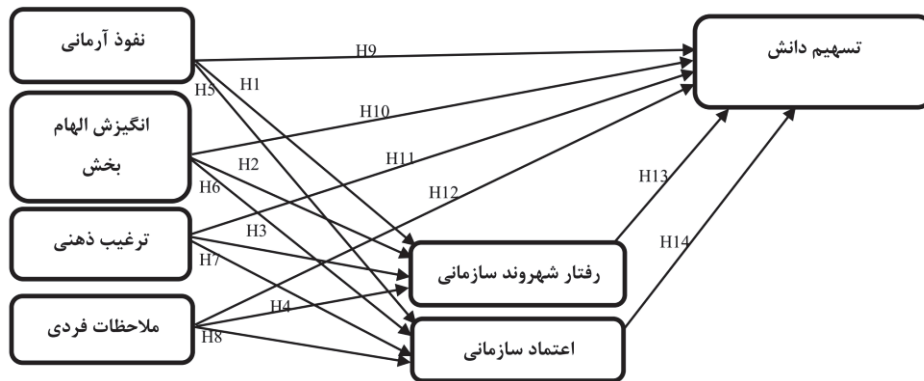 نفوذ آرمانی
تسهیم دانش
H9
H5
H1
انگیزش الهام
بخش
H10
H2
H11
H6
H12
H13
ترغیب ذهنی
H3
H14
H7
رفتار شهروند سازمانی
ملاحظات فردی
H4
H8
اعتماد سازمانی